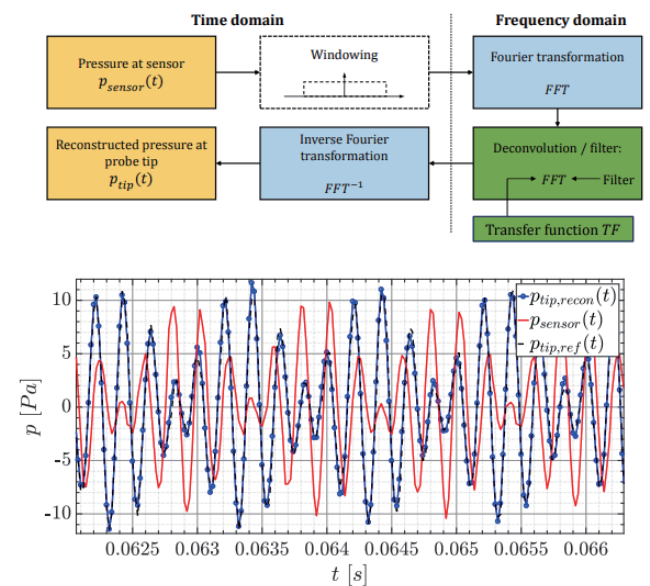 Time domain
Frequency domain
Pressure at sensor
p_sensor(t)
Windowing
Fourier transformation
FFT
Reconstructed pressure at
probe tip
p_tip(t)
Inverse Fourier
transformation
FFT⁻¹
Deconvolution / filter:
FFT
Filter
Transfer function TF
p_tip,recon(t)
p_sensor(t)
p_tip,ref(t)
10
5
0
-5
-10
p [Pa]
0.0625
0.063
0.0635
0.064
0.0645
0.065
0.0655
0.066
t [s]